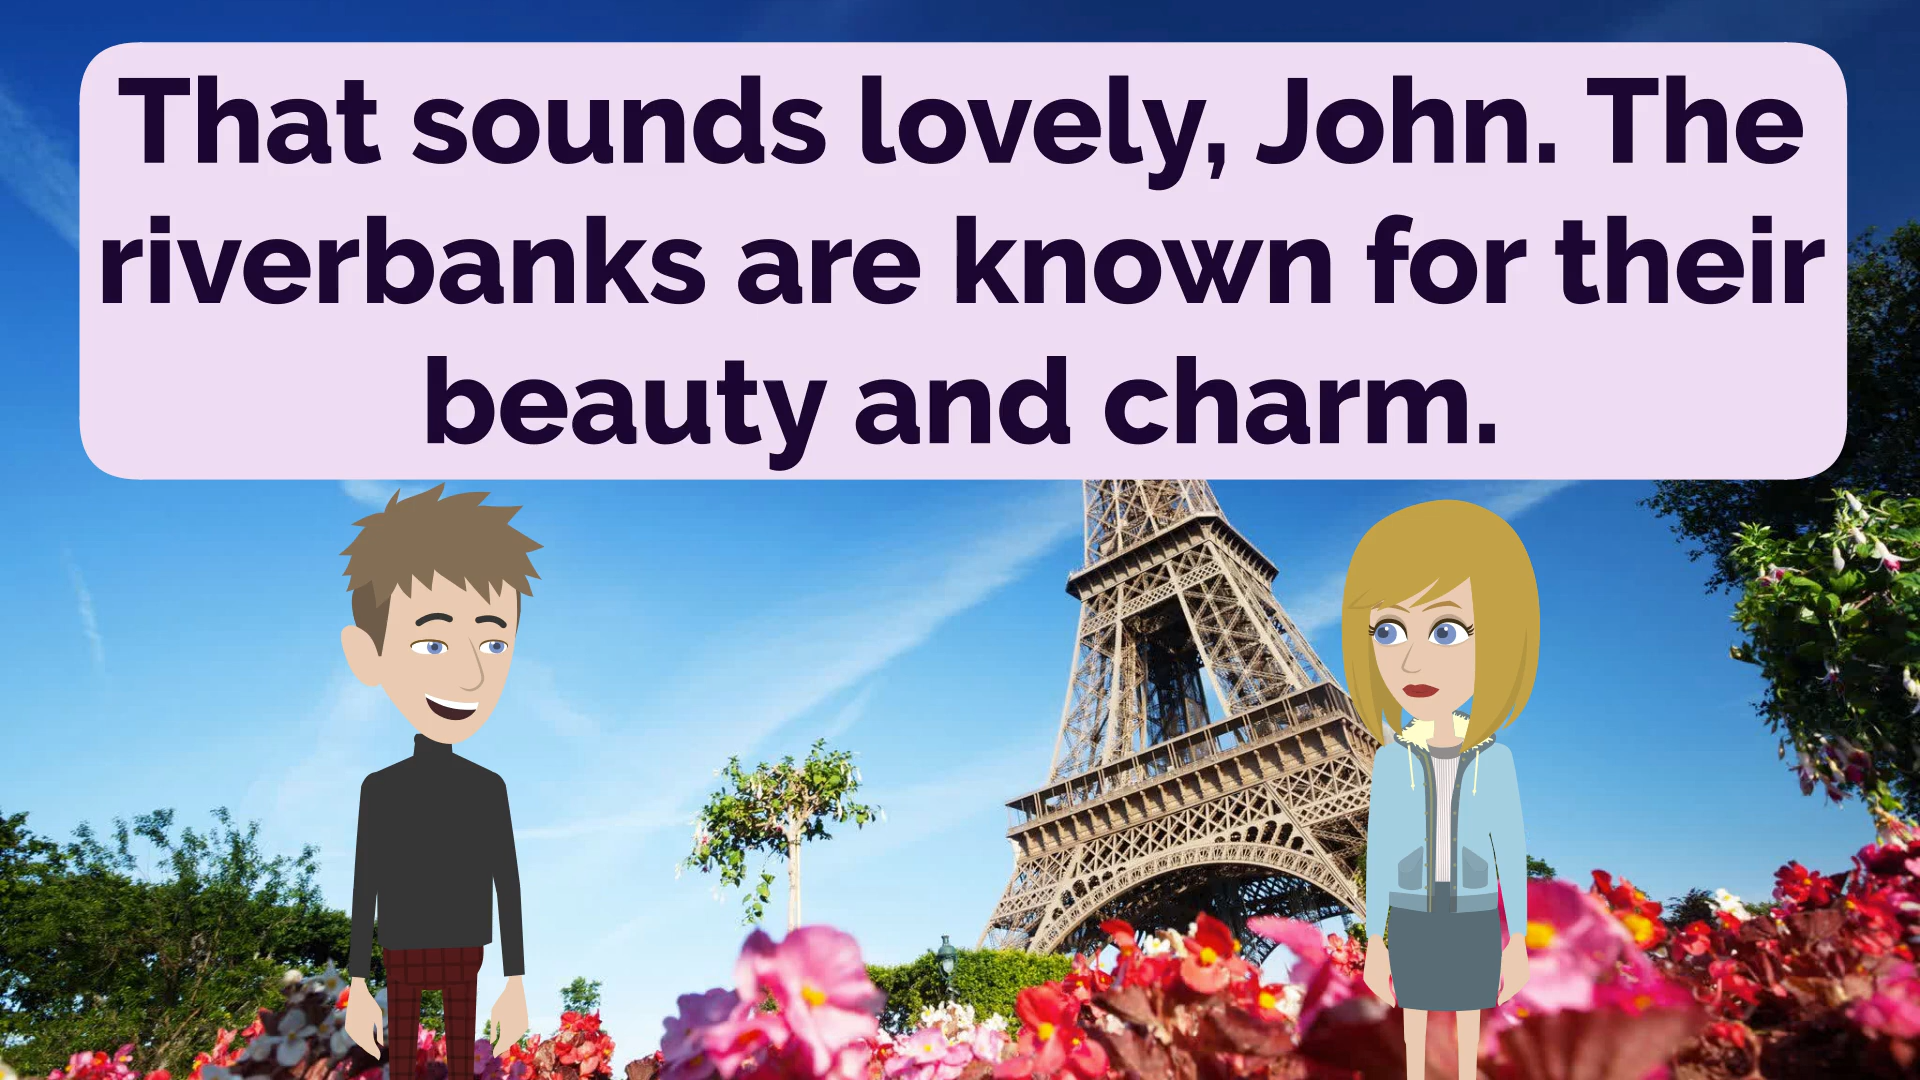 That sounds lovely, John. The
riverbanks are known for their
beauty and charm.